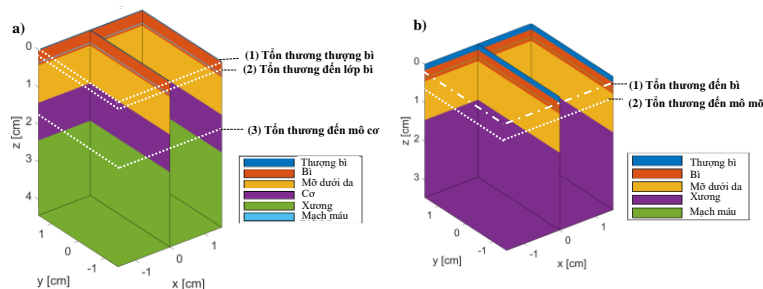 a)
0
1
2
3
4
z [cm]
1
0
-1
y [cm]
-1
0
1
x [cm]
(1) Tổn thương thượng bì
(2) Tổn thương đến lớp bì
(3) Tổn thương đến mô cơ
Thượng bì
Bì
Mỡ dưới da
Cơ
Xương
Mạch máu
b)
0
1
2
3
z [cm]
1
0
-1
y [cm]
-1
0
1
x [cm]
(1) Tổn thương đến bì
(2) Tổn thương đến mô mỡ
Thượng bì
Bì
Mỡ dưới da
Xương
Mạch máu